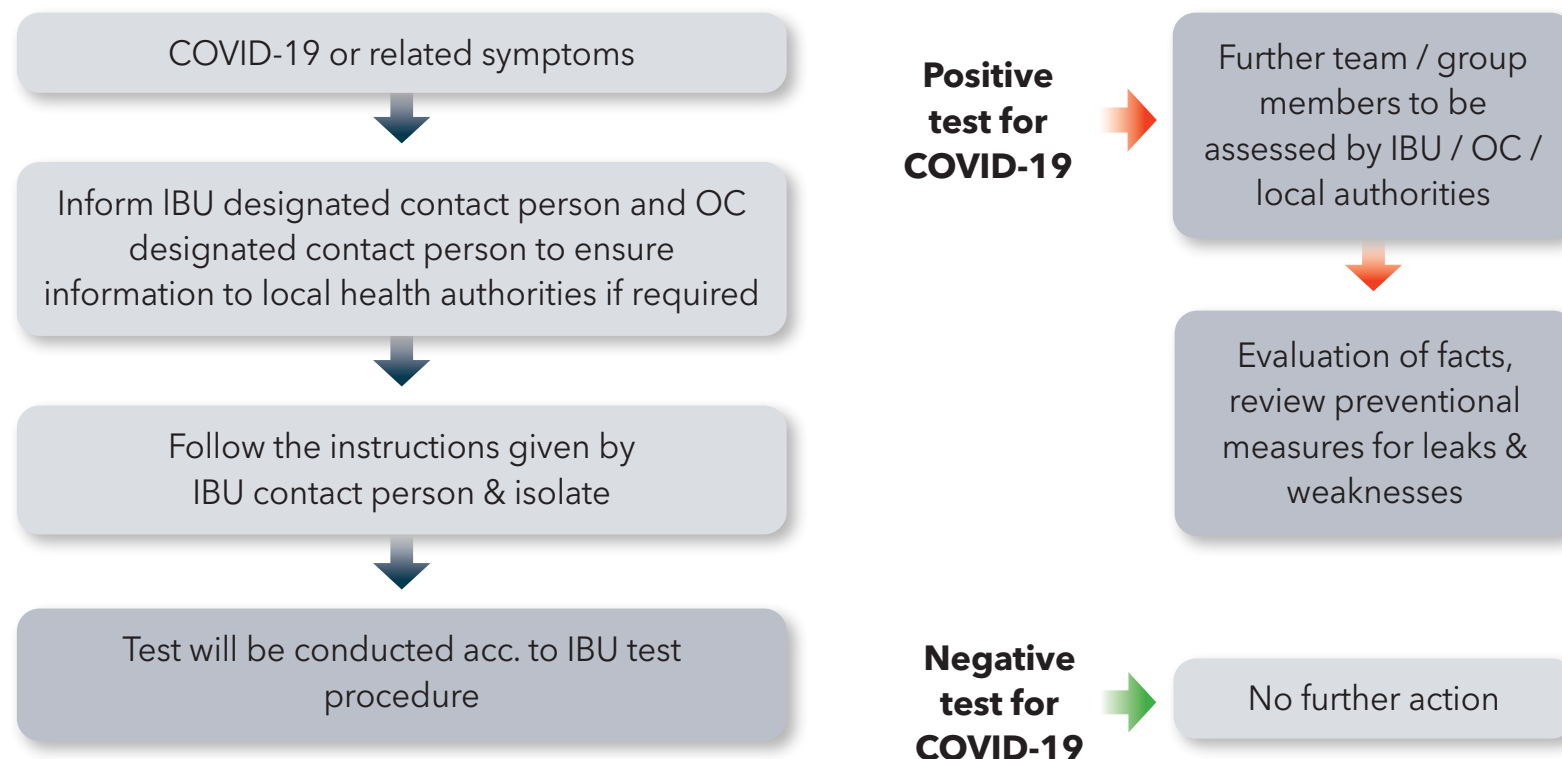 COVID-19 or related symptoms
Inform IBU designated contact person and OC
designated contact person to ensure
information to local health authorities if required
Follow the instructions given by
IBU contact person & isolate
Test will be conducted acc. to IBU test
procedure
Positive
test for
COVID-19
Further team / group
members to be
assessed by IBU / OC /
local authorities
Evaluation of facts,
review preventional
measures for leaks &
weaknesses
Negative
test for
COVID-19
No further action